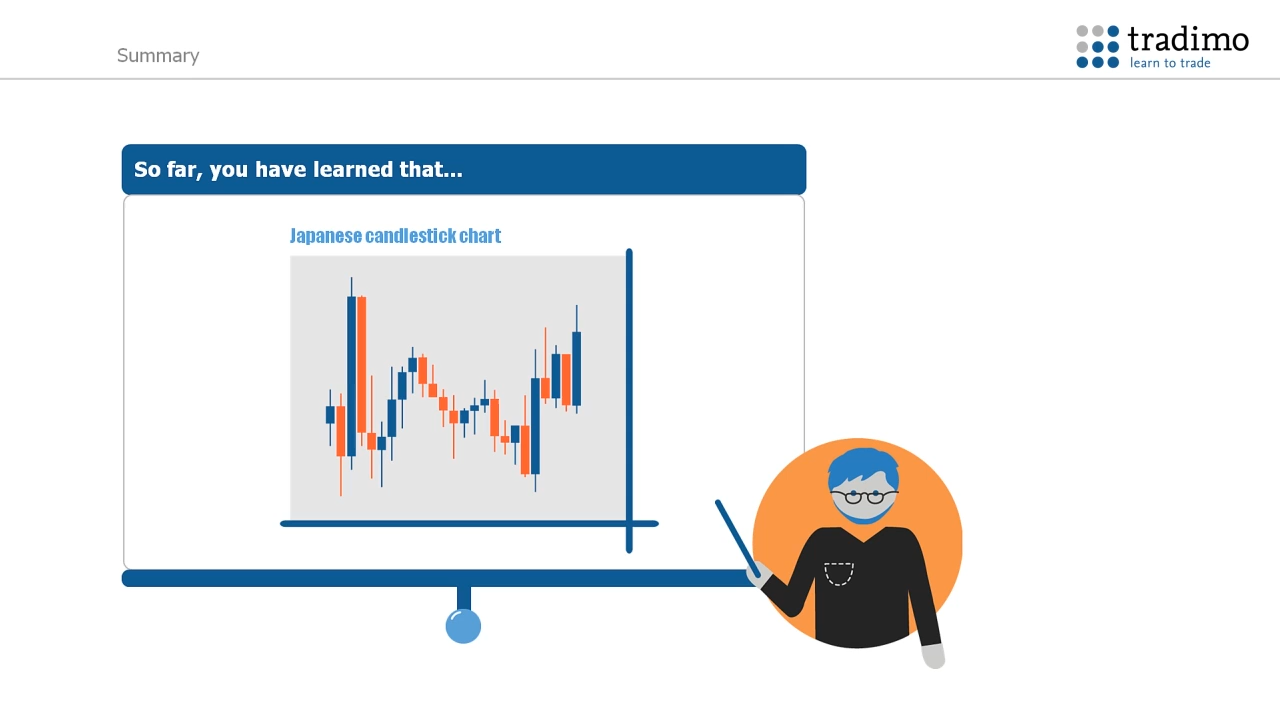 Summary
tradimo
learn to trade
So far, you have learned that...
Japanese candlestick chart